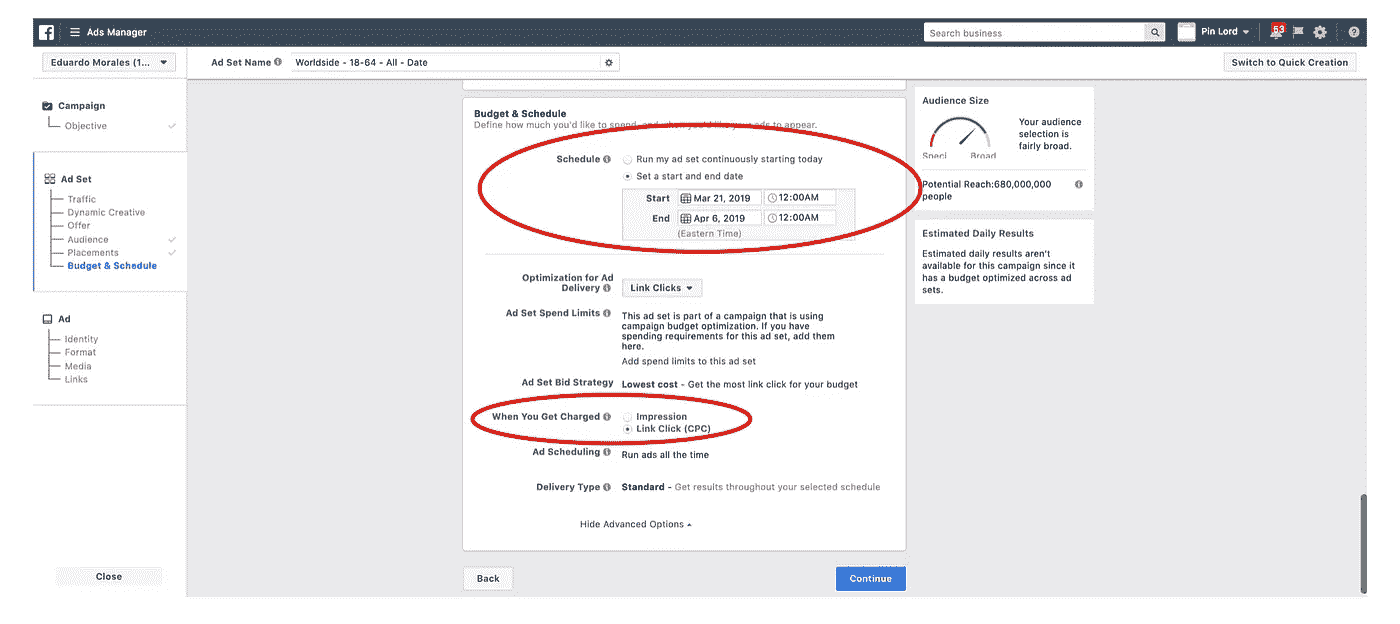 f Ads Manager
Search business
Pin Lord
53
Eduardo Morales (1...
Ad Set Name Worldside - 18-64 - All - Date
Switch to Quick Creation
Campaign
Objective
Ad Set
Traffic
Dynamic Creative
Offer
Audience
Placements
Budget & Schedule
Ad
Identity
Format
Media
Links
Close
Budget & Schedule
Define how much you'd like to spend, and when you'd like your ads to appear.
Schedule Run my ad set continuously starting today
Set a start and end date
Start Mar 21, 2019 12:00AM
End Apr 6, 2019 12:00AM
(Eastern Time)
Optimization for Ad
Delivery Link Clicks
Ad Set Spend Limits This ad set is part of a campaign that is using
campaign budget optimization. If you have
spending requirements for this ad set, add them
here.
Add spend limits to this ad set
Ad Set Bid Strategy Lowest cost - Get the most link click for your budget
When You Get Charged Impression
Link Click (CPC)
Ad Scheduling Run ads all the time
Delivery Type Standard - Get results throughout your selected schedule
Hide Advanced Options
Back
Continue
Audience Size
Your audience
selection is
fairly broad.
Speci Broad
Potential Reach:680,000,000
people
Estimated Daily Results
Estimated daily results aren't
available for this campaign since it
has a budget optimized across ad
sets.